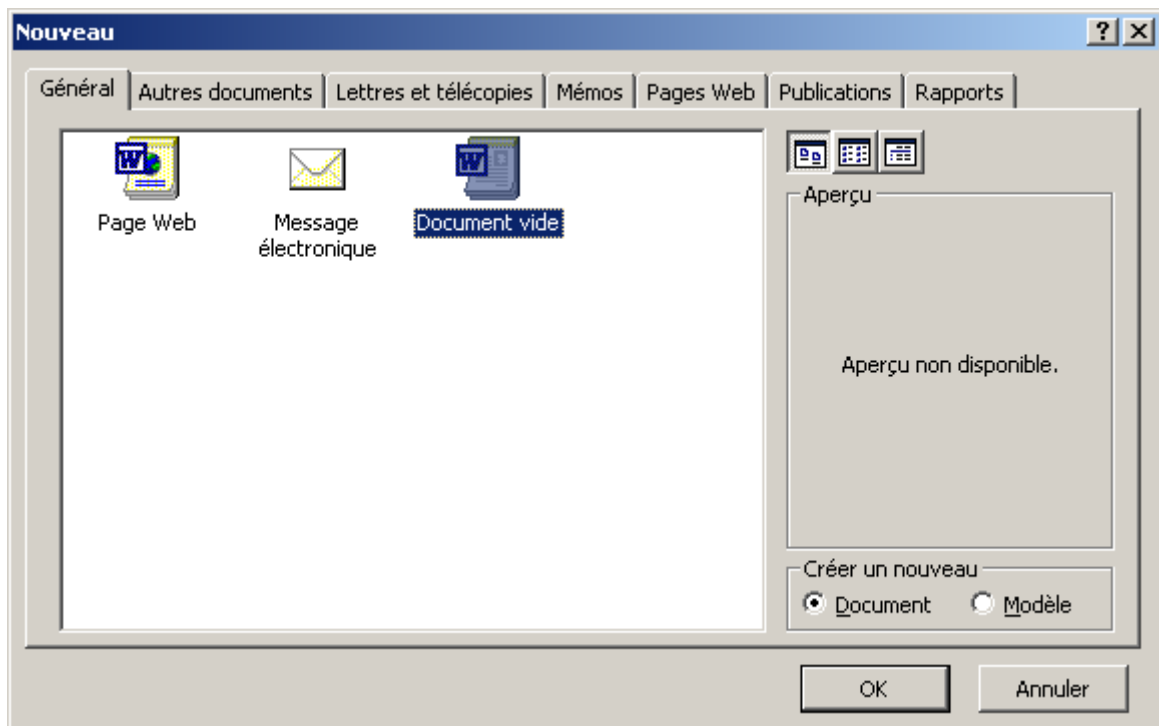 Nouveau
Général Autres documents Lettres et télécopies Mémos Pages Web Publications Rapports
Page Web
Message
électronique
Document vide
Aperçu
Aperçu non disponible.
Créer un nouveau
Document Modèle
OK Annuler